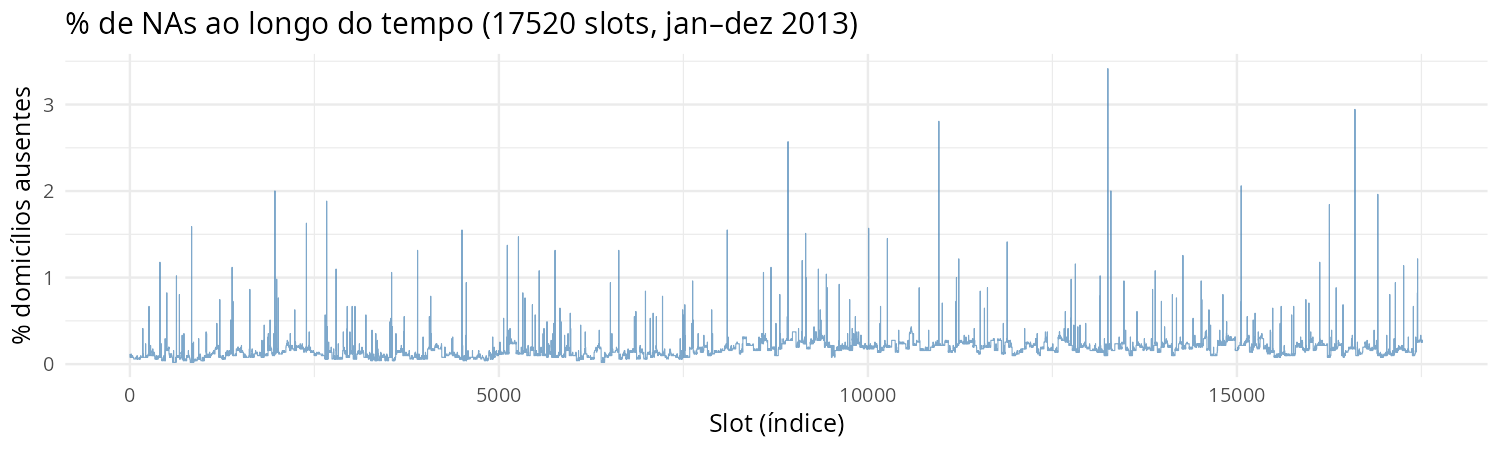 % de NAs ao longo do tempo (17520 slots, jan–dez 2013)
% domicílios ausentes
3
2
1
0
0
5000
10000
15000
Slot (índice)